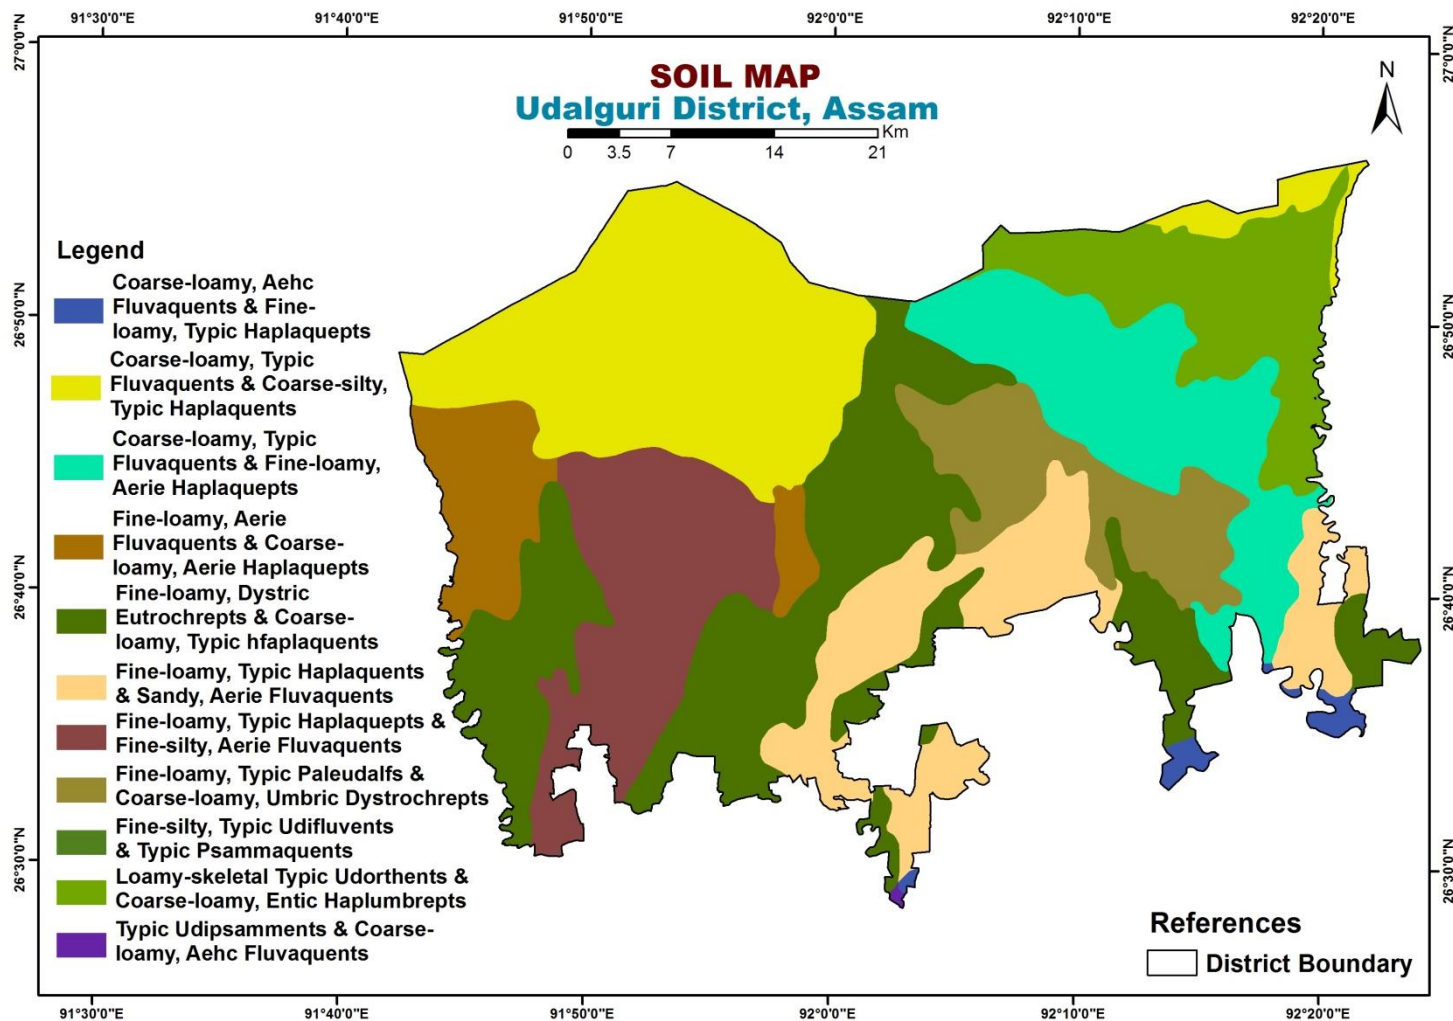 91°30'0"E 91°40'0"E 91°50'0"E 92°0'0"E 92°10'0"E 92°20'0"E
27°0'0"N
27°0'0"N
SOIL MAP
Udalguri District, Assam
Km
0 3.5 7 14 21
N
Legend
Coarse-loamy, Aehc
Fluvaquents & Fine-
loamy, Typic Haplaquepts
Coarse-loamy, Typic
Fluvaquents & Coarse-silty,
Typic Haplaquents
Coarse-loamy, Typic
Fluvaquents & Fine-loamy,
Aerie Haplaquepts
Fine-loamy, Aerie
Fluvaquents & Coarse-
loamy, Aerie Haplaquepts
Fine-loamy, Dystric
Eutrochrepts & Coarse-
loamy, Typic hfaplaquents
Fine-loamy, Typic Haplaquents
& Sandy, Aerie Fluvaquents
Fine-loamy, Typic Haplaquepts &
Fine-silty, Aerie Fluvaquents
Fine-loamy, Typic Paleudalfs &
Coarse-loamy, Umbric Dystrochrepts
Fine-silty, Typic Udifluvents
& Typic Psammaquents
Loamy-skeletal Typic Udorthents &
Coarse-loamy, Entic Haplumbrepts
Typic Udipsamments & Coarse-
loamy, Aehc Fluvaquents
26°50'0"N
26°50'0"N
26°40'0"N
26°40'0"N
26°30'0"N
26°30'0"N
References
District Boundary
91°30'0"E 91°40'0"E 91°50'0"E 92°0'0"E 92°10'0"E 92°20'0"E